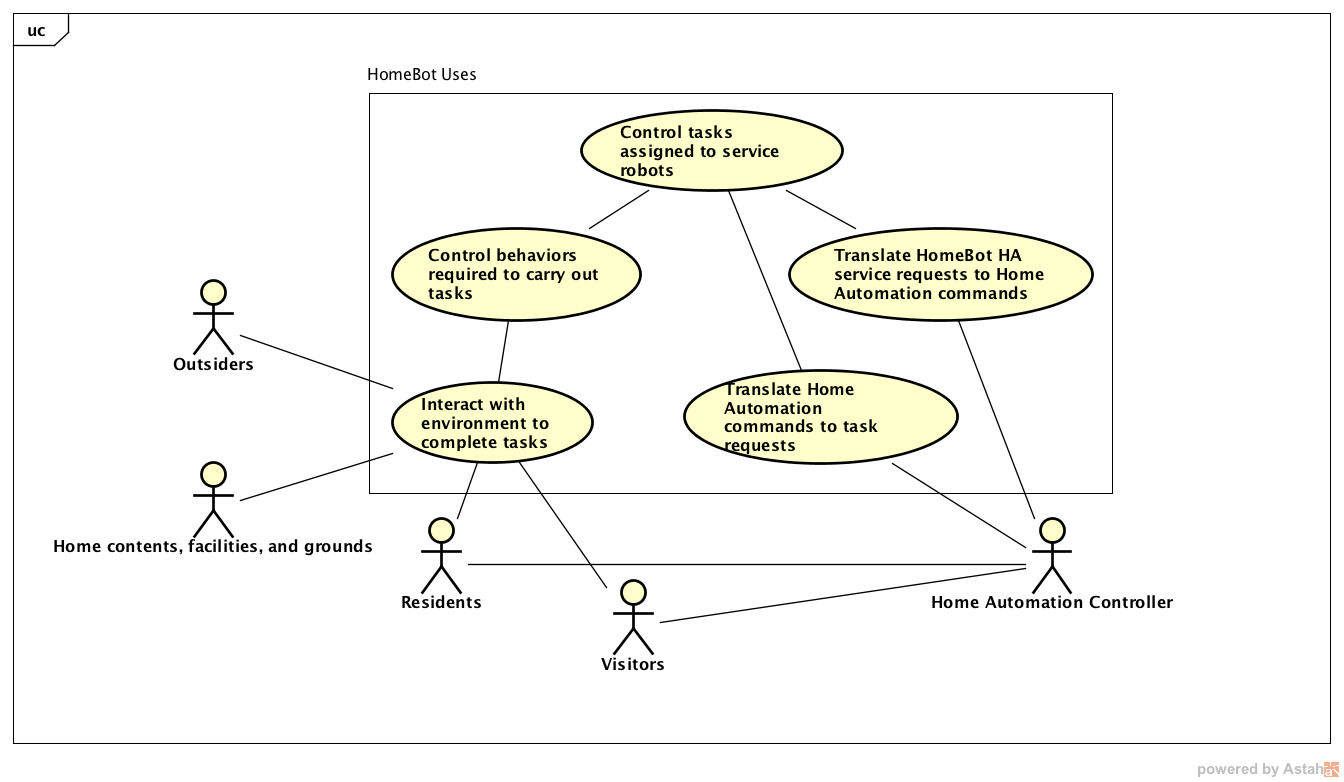 uc
HomeBot Uses
Control tasks
assigned to service
robots
Control behaviors
required to carry out
tasks
Translate HomeBot HA
service requests to Home
Automation commands
Outsiders
Interact with
environment to
complete tasks
Translate Home
Automation
commands to task
requests
Home contents, facilities, and grounds
Residents
Home Automation Controller
Visitors
powered by Astah